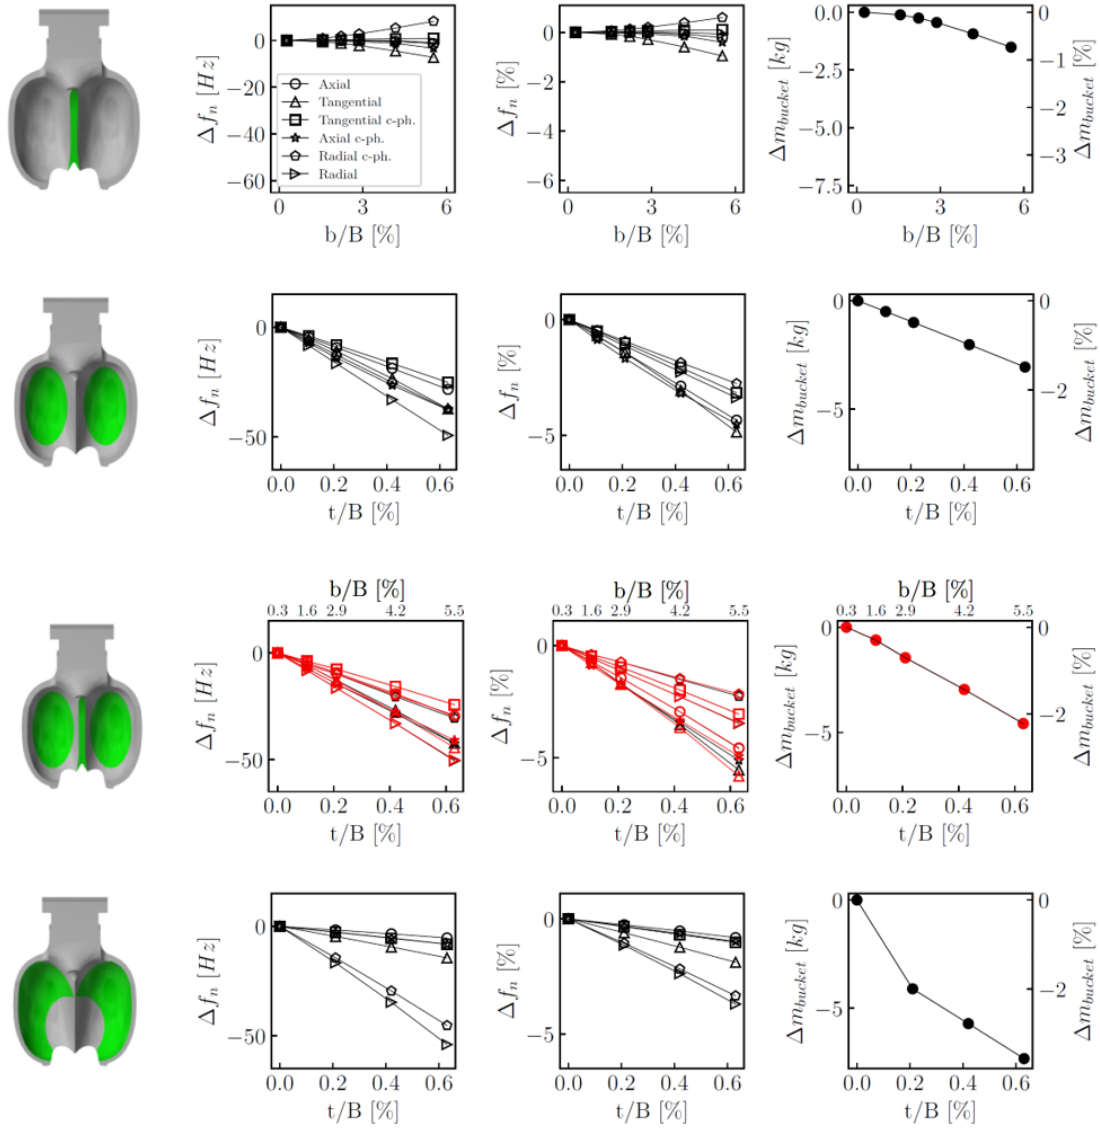 0
−20
−40
−60
Δf_n [Hz]
Axial
Tangential
Tangential c-ph.
Axial c-ph.
Radial c-ph.
Radial
0 3 6
b/B [%]
0
−2
−4
−6
Δf_n [%]
0 3 6
b/B [%]
0.0
−2.5
−5.0
−7.5
Δm_bucket [kg]
0
−1
−2
−3
Δm_bucket [%]
0 3 6
b/B [%]
0
−50
Δf_n [Hz]
0.0 0.2 0.4 0.6
t/B [%]
0
−5
Δf_n [%]
0.0 0.2 0.4 0.6
t/B [%]
0
−5
Δm_bucket [kg]
0
−2
Δm_bucket [%]
0.0 0.2 0.4 0.6
t/B [%]
b/B [%]
0.3 1.6 2.9 4.2 5.5
0
−50
Δf_n [Hz]
0.0 0.2 0.4 0.6
t/B [%]
b/B [%]
0.3 1.6 2.9 4.2 5.5
0
−5
Δf_n [%]
0.0 0.2 0.4 0.6
t/B [%]
b/B [%]
0.3 1.6 2.9 4.2 5.5
0
−5
Δm_bucket [kg]
0
−2
Δm_bucket [%]
0.0 0.2 0.4 0.6
t/B [%]
0
−50
Δf_n [Hz]
0.0 0.2 0.4 0.6
t/B [%]
0
−5
Δf_n [%]
0.0 0.2 0.4 0.6
t/B [%]
0
−5
Δm_bucket [kg]
0
−2
Δm_bucket [%]
0.0 0.2 0.4 0.6
t/B [%]